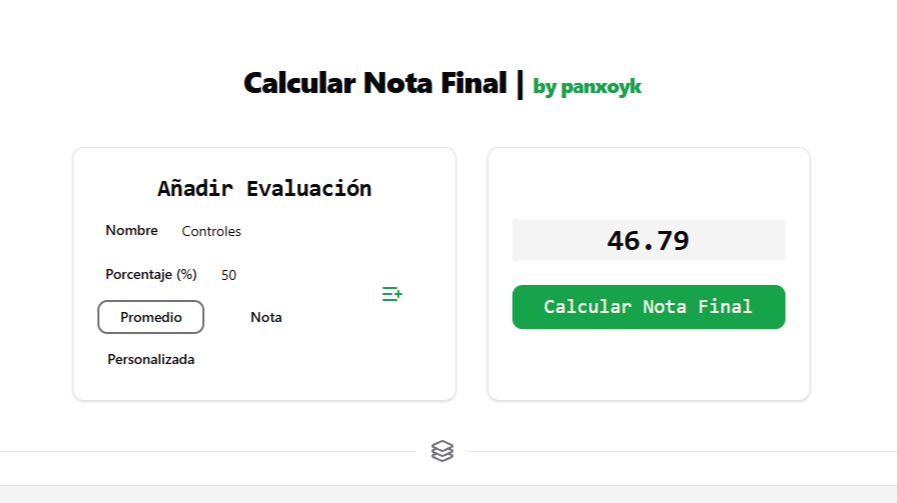 Calcular Nota Final | by panxoyk
Añadir Evaluación
Nombre Controles
Porcentaje (%) 50
Promedio Nota
Personalizada
46.79
Calcular Nota Final